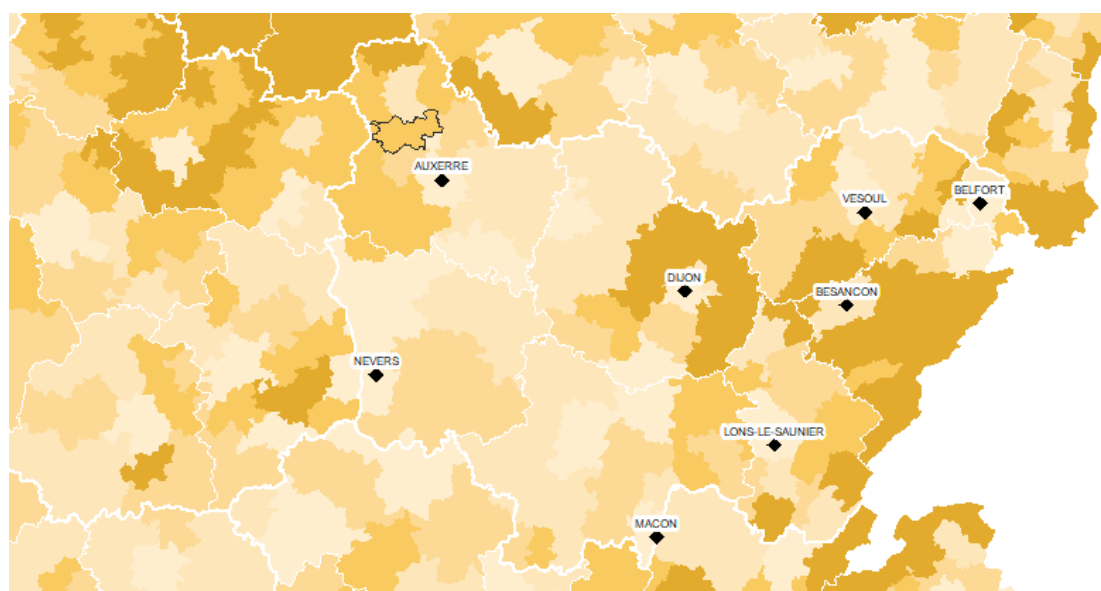 AUXERRE
VESOUL
BELFORT
DIJON
BESANCON
NEVERS
LONS-LE-SAUNIER
MACON